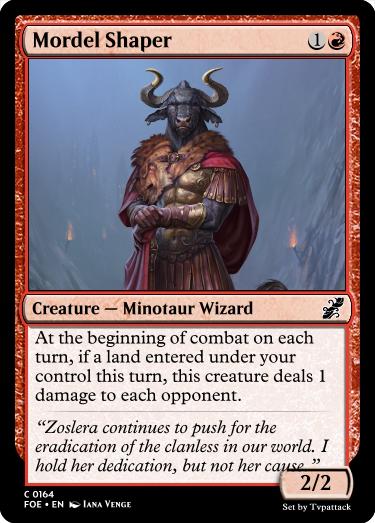 Mordel Shaper 1
Creature — Minotaur Wizard
At the beginning of combat on each
turn, if a land entered under your
control this turn, this creature deals 1
damage to each opponent.
“Zoslera continues to push for the
eradication of the clanless in our world. I
hold her dedication, but not her cause.”
2/2
C 0164
FOE • EN Iana Venge
Set by Tvpattack